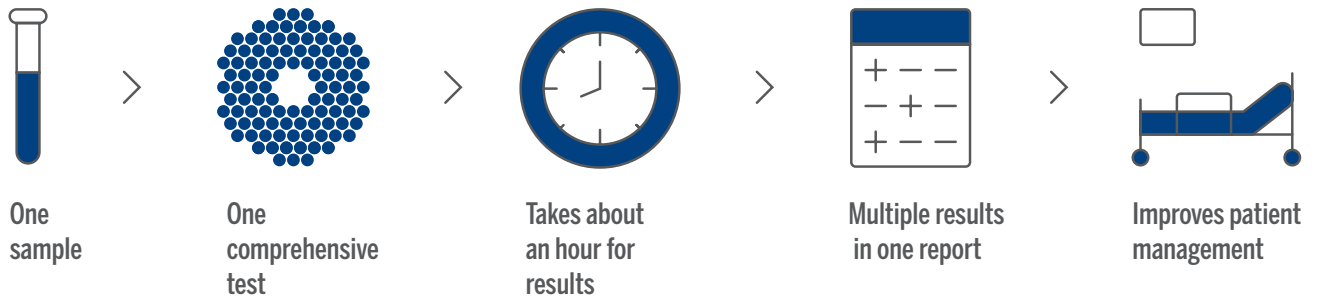 One
sample
One
comprehensive
test
Takes about
an hour for
results
Multiple results
in one report
Improves patient
management